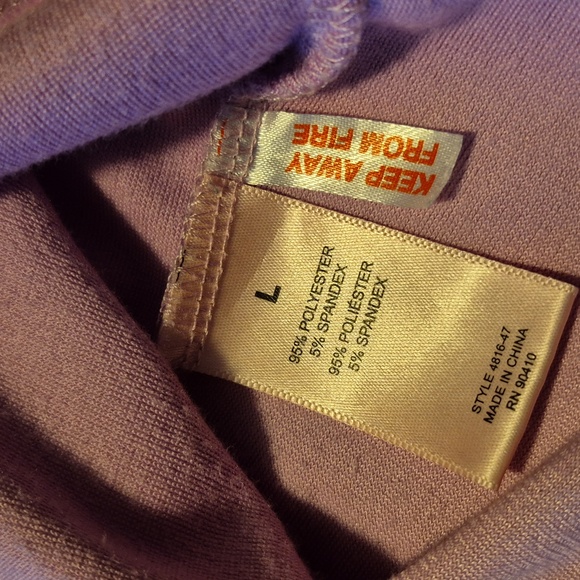 KEEP AWAY
FROM FIRE
L
95% POLYESTER
5% SPANDEX
95% POLIÉSTER
5% SPANDEX
STYLE 4816-47
MADE IN CHINA
RN 90410